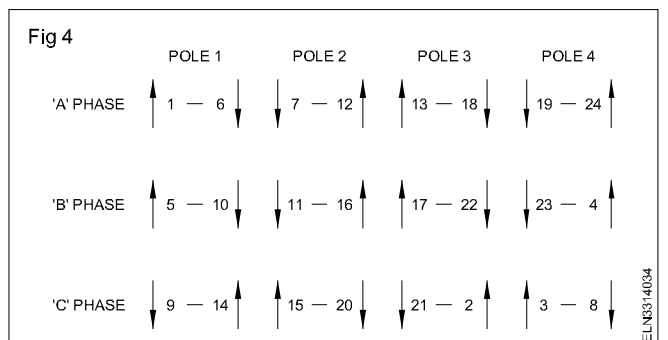 Fig 4
POLE 1 POLE 2 POLE 3 POLE 4
'A' PHASE 1 — 6 7 — 12 13 — 18 19 — 24
'B' PHASE 5 — 10 11 — 16 17 — 22 23 — 4
'C' PHASE 9 — 14 15 — 20 21 — 2 3 — 8
ELN3314034